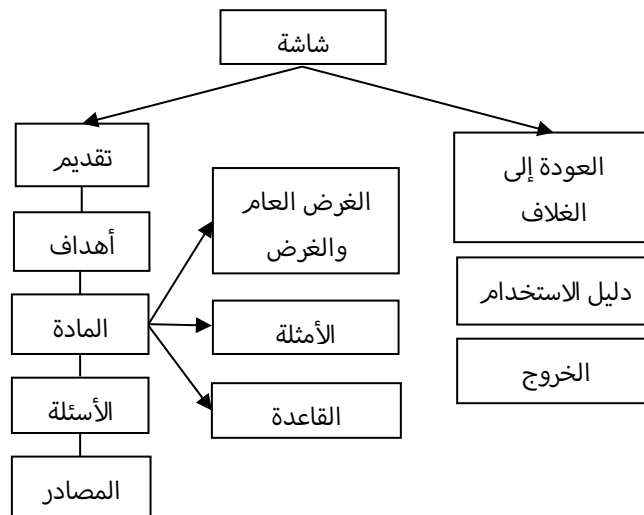 شاشة
تقديم
أهداف
المادة
الأسئلة
المصادر
الغرض العام
والغرض
الأمثلة
القاعدة
العودة إلى
الغلاف
دليل الاستخدام
الخروج